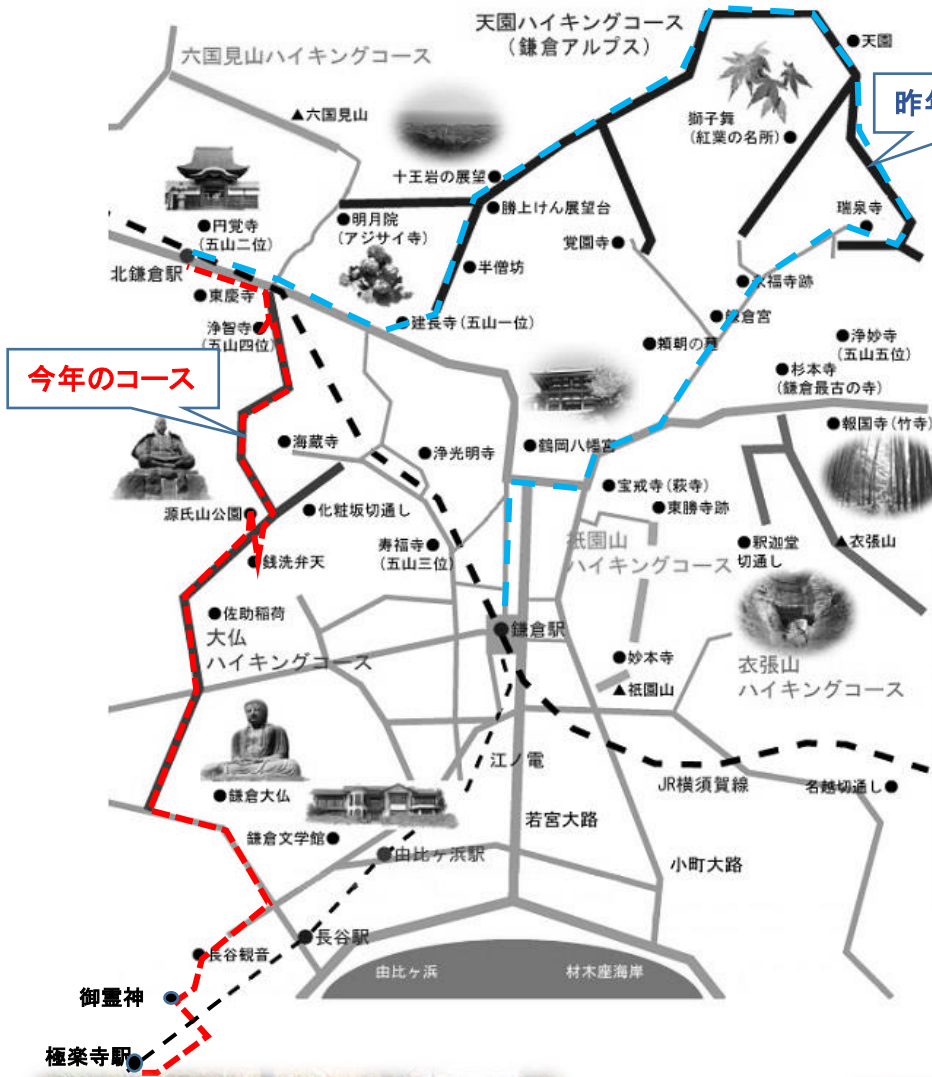 天園ハイキングコース
(鎌倉アルプス)
●天園
六国見山ハイキングコース
▲六国見山
獅子舞
(紅葉の名所)●
昨年
十王岩の展望●
●勝上けん展望台
瑞泉寺
●円覚寺
(五山二位)
●明月院
(アジサイ寺)
覚園寺●
北鎌倉駅
●半僧坊
●東慶寺
●永福寺跡
浄智寺●
(五山四位)
●建長寺(五山一位)
●鎌倉宮
●頼朝の墓
●浄妙寺
(五山五位)
今年のコース
●杉本寺
(鎌倉最古の寺)
●海蔵寺
●浄光明寺
●鶴岡八幡宮
●報国寺(竹寺)
●宝戒寺(萩寺)
●東勝寺跡
源氏山公園●
●化粧坂切通し
寿福寺●
(五山三位)
祇園山
ハイキングコース
●釈迦堂
切通し
▲衣張山
●銭洗弁天
●佐助稲荷
大仏
ハイキングコース
●鎌倉駅
●妙本寺
▲祇園山
衣張山
ハイキングコース
江ノ電
JR横須賀線
名越切通し●
●鎌倉大仏
若宮大路
鎌倉文学館●
●由比ヶ浜駅
小町大路
●長谷駅
●長谷観音
由比ヶ浜
材木座海岸
御霊神
極楽寺駅